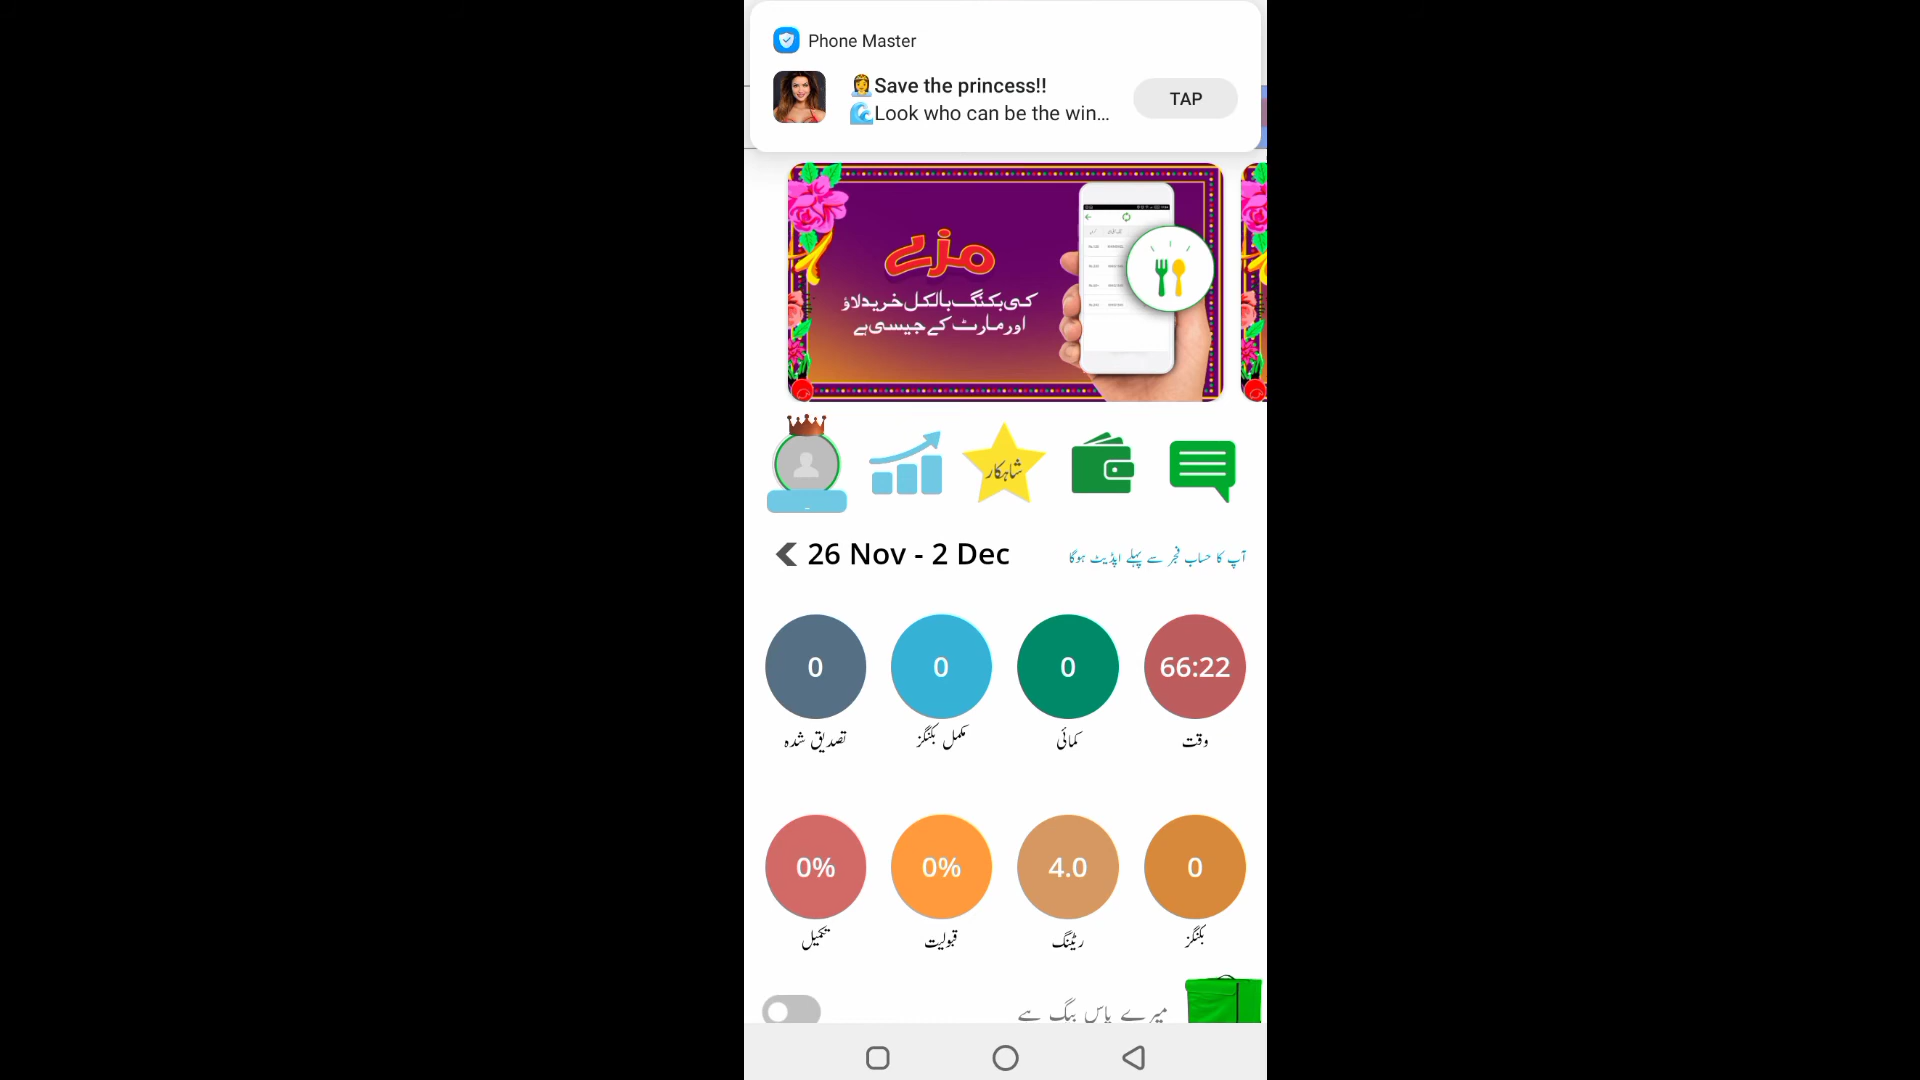 Phone Master
👸Save the princess!!
🌊Look who can be the win...
TAP
مزے
کی بکنگ بالکل خریدلاؤ
اور مارٹ کے جیسی ہے
شاہکار
26 Nov - 2 Dec
آپ کا حساب فجر سے پہلے اپڈیٹ ہوگا
0
0
0
66:22
تصدیق شدہ
مکمل بکنگز
کمائی
وقت
0%
0%
4.0
0
تکمیل
قبولیت
ریٹنگ
بکنگز
میرے پاس بیگ ہے